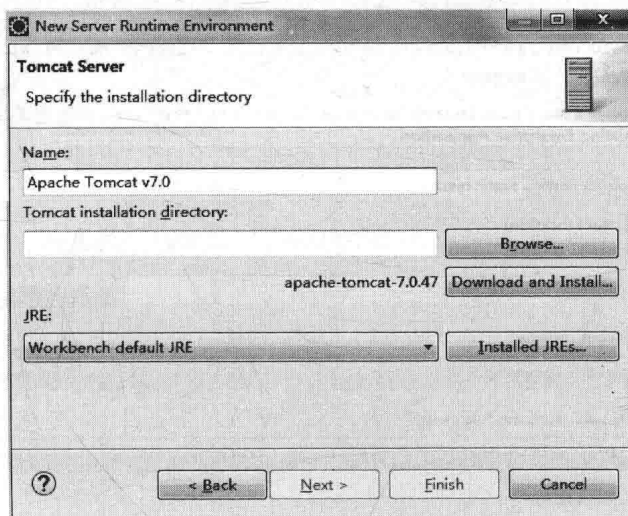 New Server Runtime Environment
Tomcat Server
Specify the installation directory
Name:
Apache Tomcat v7.0
Tomcat installation directory:
Browse...
apache-tomcat-7.0.47 Download and Install...
JRE:
Workbench default JRE Installed JREs...
? < Back Next > Finish Cancel